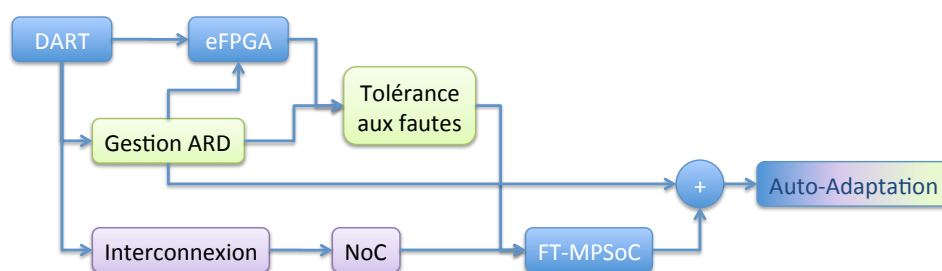 DART
eFPGA
Tolérance
aux fautes
Gestion ARD
+
Auto-Adaptation
Interconnexion
NoC
FT-MPSoC